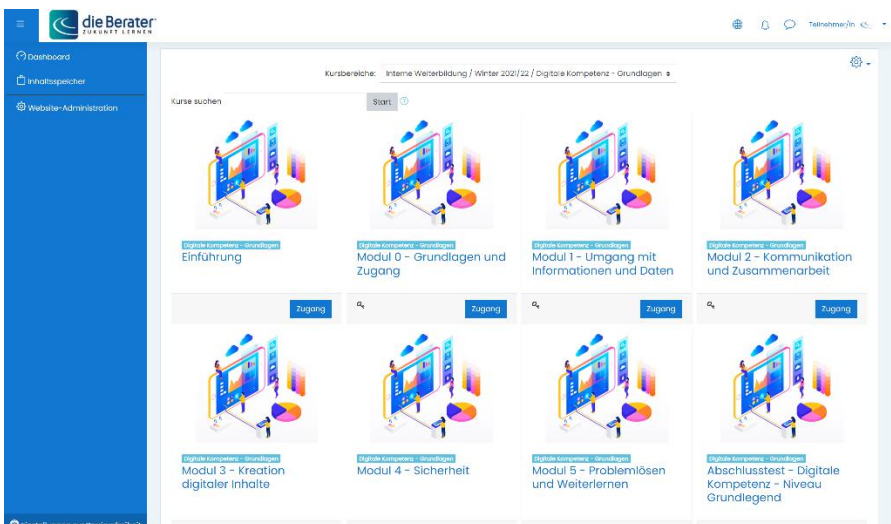 die Berater
ZUKUNFT LERNEN
Teilnehmer/in
Dashboard
Inhaltsspeicher
Website-Administration
Kursbereiche: Interne Weiterbildung / Winter 2021/22 / Digitale Kompetenz - Grundlagen
Kurse suchen
Start
Digitale Kompetenz - Grundlagen
Einführung
Digitale Kompetenz - Grundlagen
Modul 0 - Grundlagen und
Zugang
Digitale Kompetenz - Grundlagen
Modul 1 - Umgang mit
Informationen und Daten
Digitale Kompetenz - Grundlagen
Modul 2 - Kommunikation
und Zusammenarbeit
Zugang
Zugang
Zugang
Zugang
Digitale Kompetenz - Grundlagen
Modul 3 - Kreation
digitaler Inhalte
Digitale Kompetenz - Grundlagen
Modul 4 - Sicherheit
Digitale Kompetenz - Grundlagen
Modul 5 - Problemlösen
und Weiterlernen
Digitale Kompetenz - Grundlagen
Abschlusstest - Digitale
Kompetenz - Niveau
Grundlegend